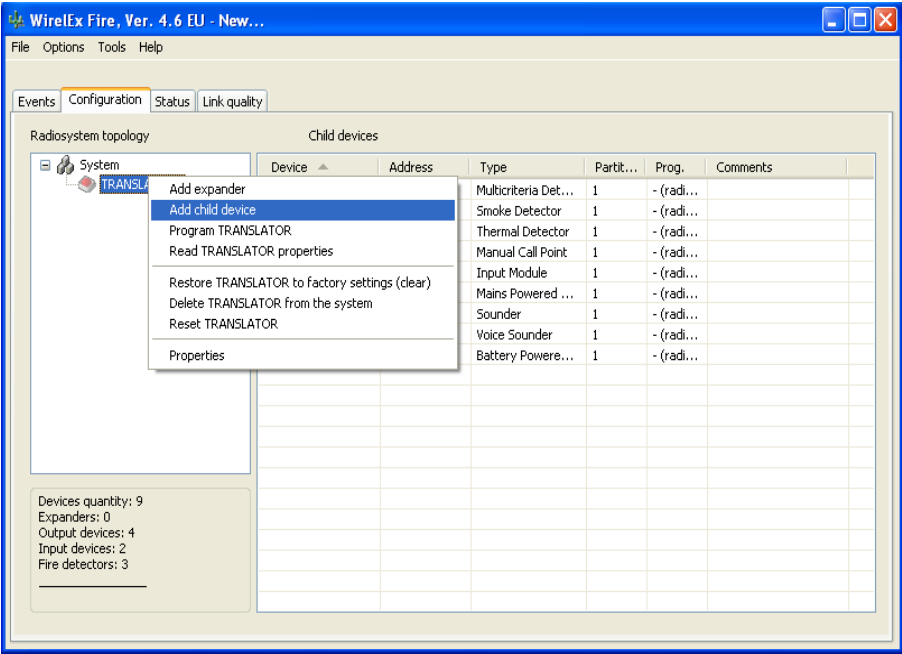 WirelEx Fire, Ver. 4.6 EU - New...
File Options Tools Help
Events Configuration Status Link quality
Radiosystem topology Child devices
System
TRANSLA
Add expander
Add child device
Program TRANSLATOR
Read TRANSLATOR properties
Restore TRANSLATOR to factory settings (clear)
Delete TRANSLATOR from the system
Reset TRANSLATOR
Properties
Device Address Type Partit... Prog. Comments
Multicriteria Det... 1 - (radi...
Smoke Detector 1 - (radi...
Thermal Detector 1 - (radi...
Manual Call Point 1 - (radi...
Input Module 1 - (radi...
Mains Powered ... 1 - (radi...
Sounder 1 - (radi...
Voice Sounder 1 - (radi...
Battery Powere... 1 - (radi...
Devices quantity: 9
Expanders: 0
Output devices: 4
Input devices: 2
Fire detectors: 3